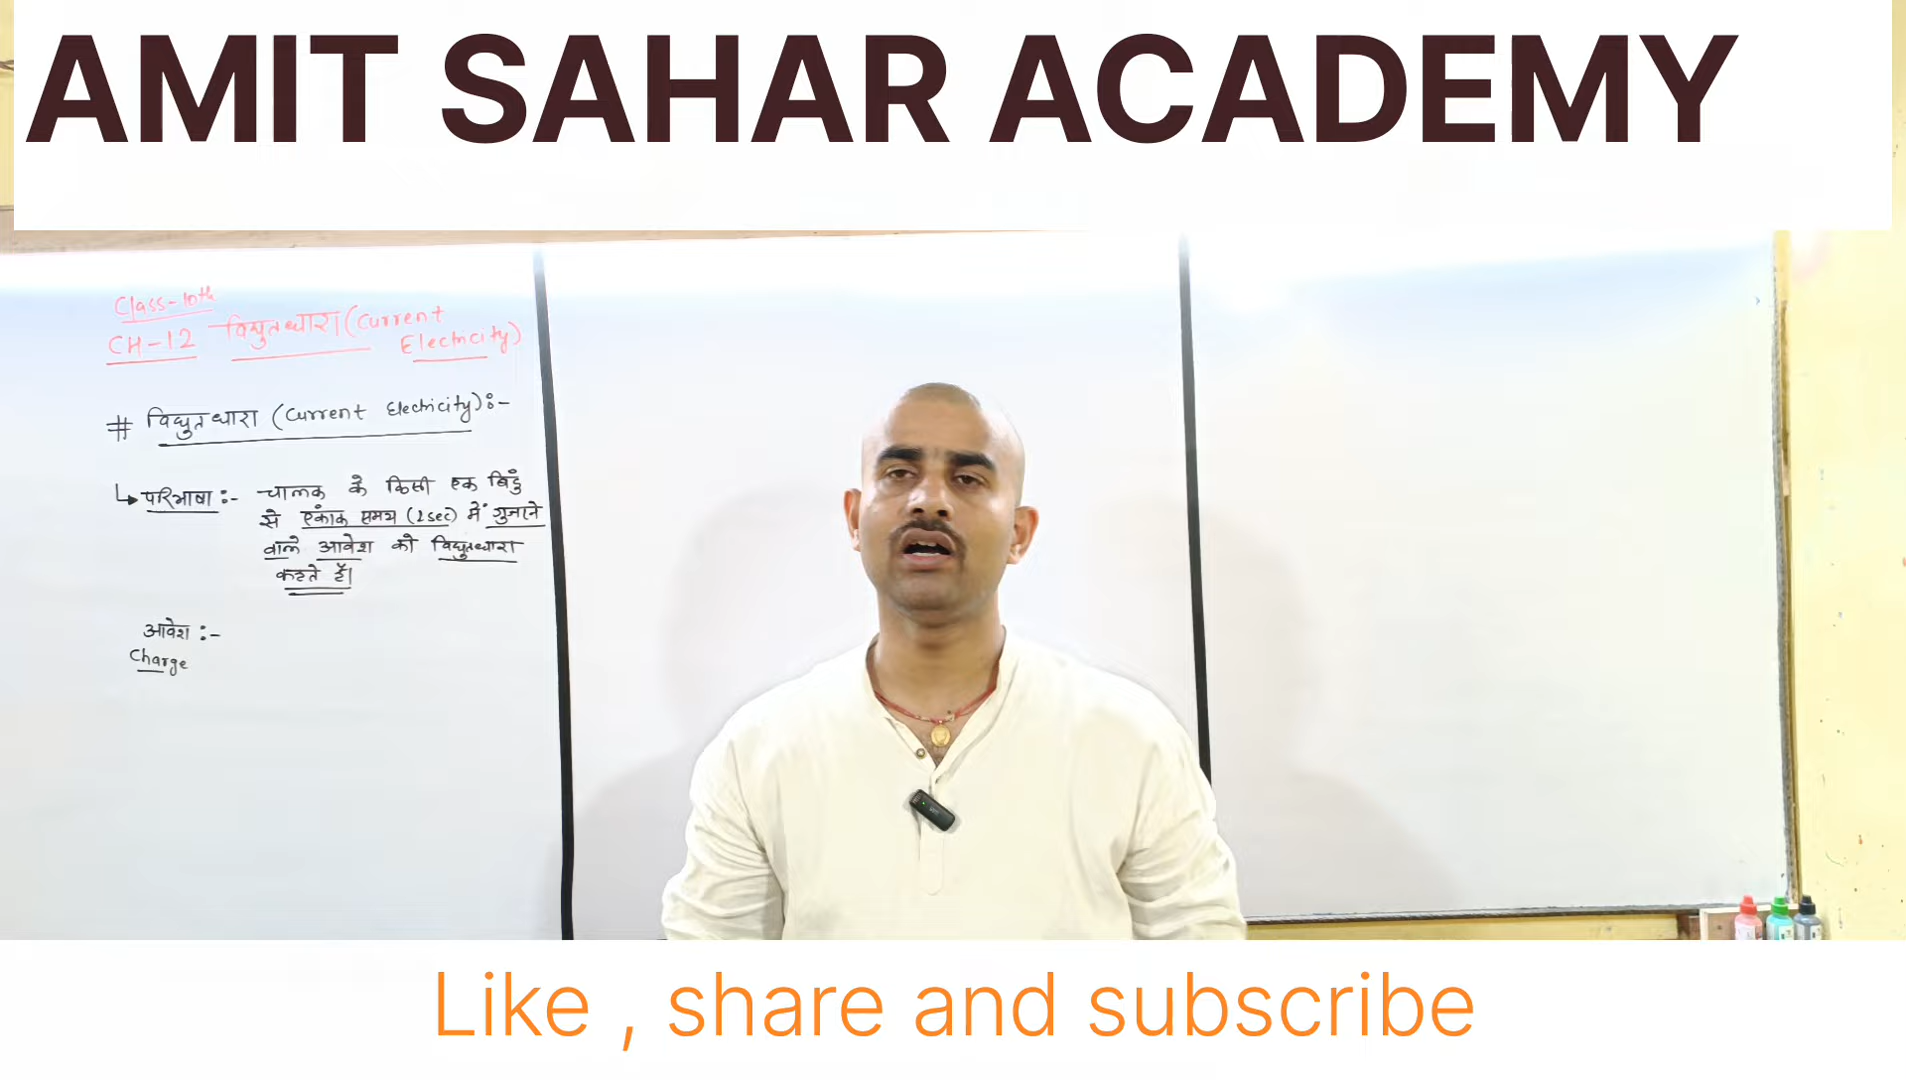 AMIT SAHAR ACADEMY
Class-10th
CH-12 विद्युतधारा (Current
Electricity)
# विद्युतधारा (Current Electricity):-
↳ परिभाषा :- चालक के किसी एक बिंदु
से एकांक समय (1sec) में गुजरने
वाले आवेश को विद्युतधारा
कहते हैं।
आवेश :-
Charge
Like , share and subscribe